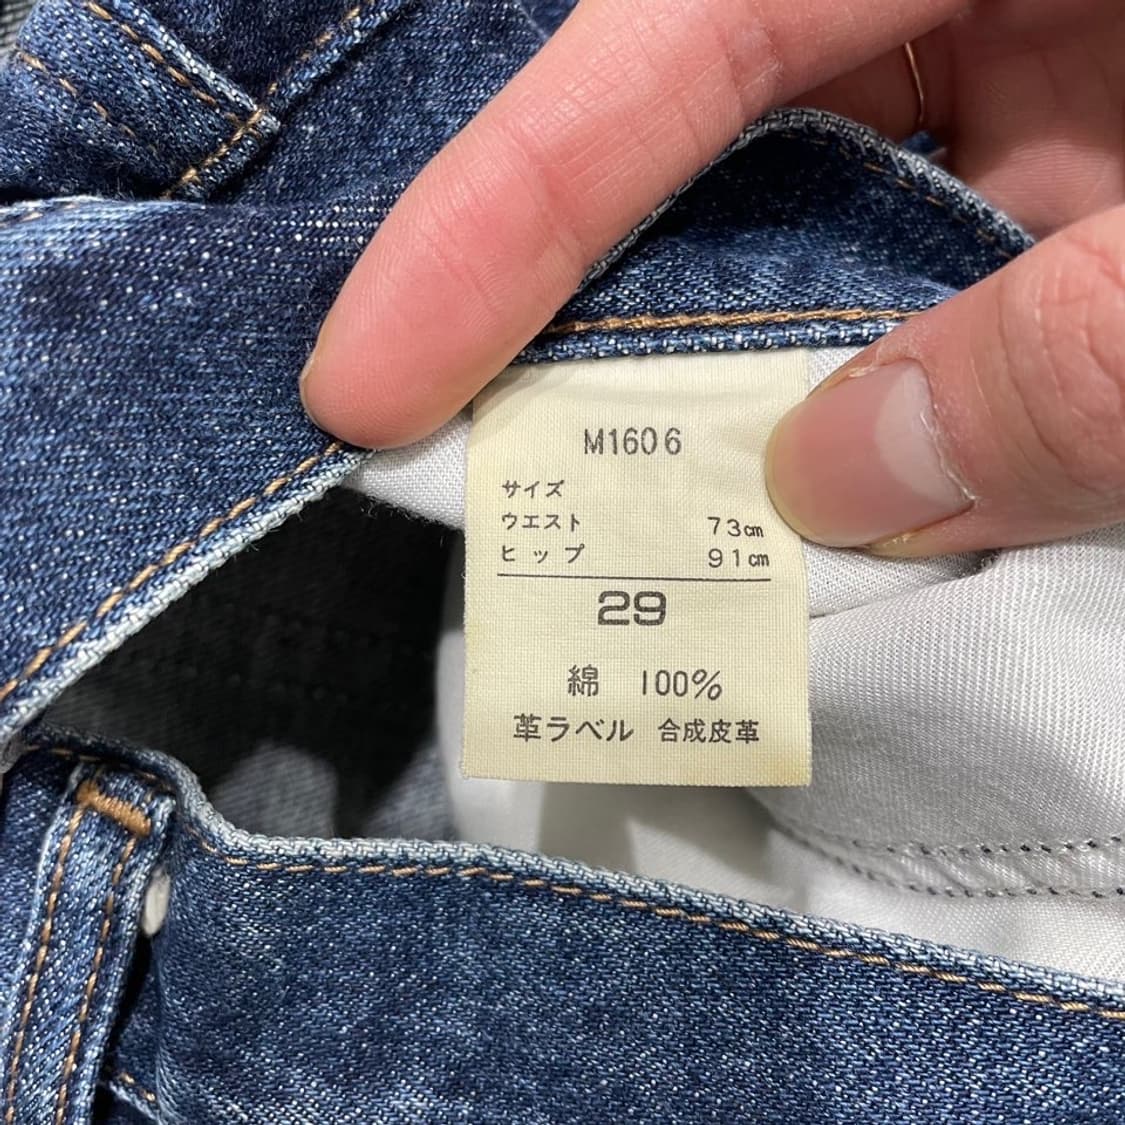 M1606
サイズ
ウエスト 73㎝
ヒップ 91㎝
29
綿 100%
革ラベル 合成皮革